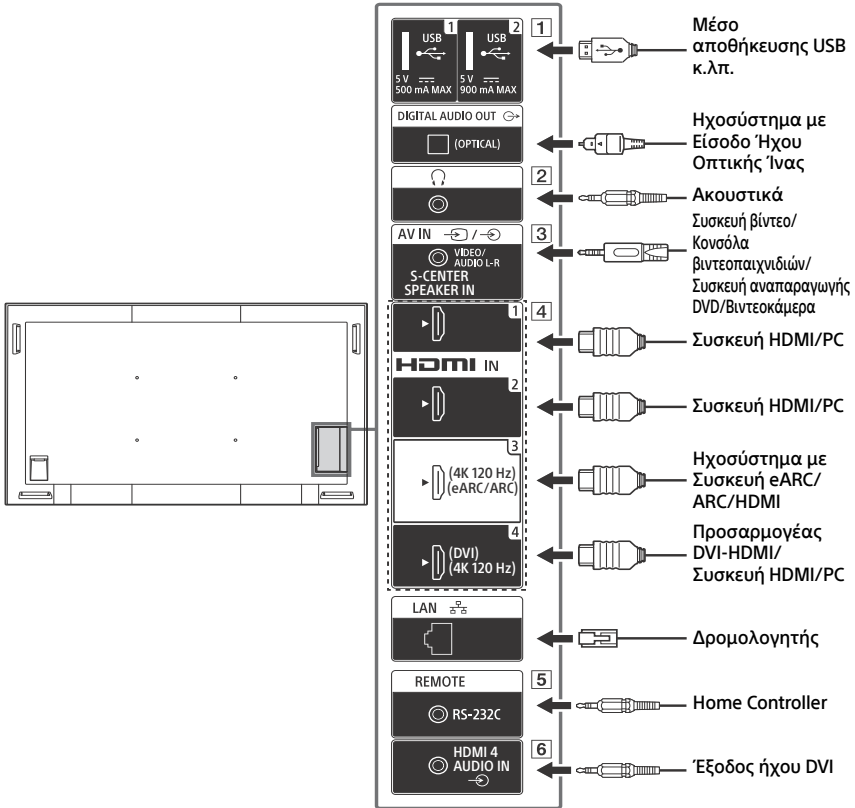 1
2
1
USB
USB
5 V
500 mA MAX
5 V
900 mA MAX
Μέσο
αποθήκευσης USB
κ.λπ.
DIGITAL AUDIO OUT
(OPTICAL)
Ηχοσύστημα με
Είσοδο Ήχου
Οπτικής Ίνας
2
Ακουστικά
AV IN
/
3
VIDEO/
AUDIO L-R
S-CENTER
SPEAKER IN
Συσκευή βίντεο/
Κονσόλα
βιντεοπαιχνιδιών/
Συσκευή αναπαραγωγής
DVD/Βιντεοκάμερα
1
4
Συσκευή HDMI/PC
HDMI IN
2
Συσκευή HDMI/PC
3
(4K 120 Hz)
(eARC/ARC)
Ηχοσύστημα με
Συσκευή eARC/
ARC/HDMI
4
(DVI)
(4K 120 Hz)
Προσαρμογέας
DVI-HDMI/
Συσκευή HDMI/PC
LAN
Δρομολογητής
REMOTE
5
RS-232C
Home Controller
HDMI 4
AUDIO IN
6
Έξοδος ήχου DVI